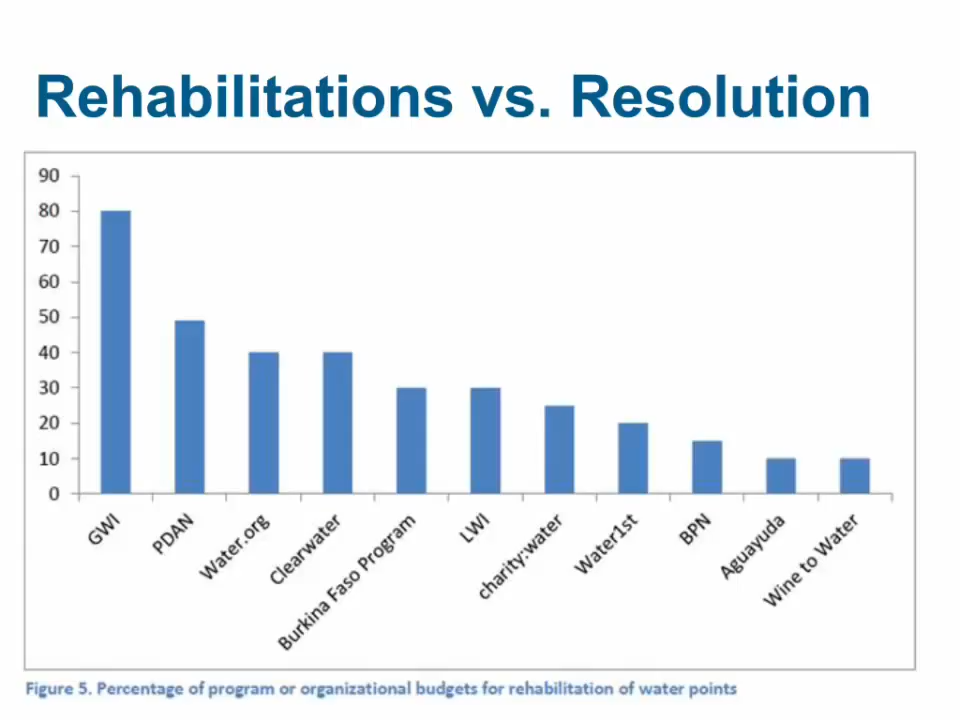 Rehabilitations vs. Resolution
90
80
70
60
50
40
30
20
10
0
GWI
PDAN
Water.org
Clearwater
Burkina Faso Program
LWI
charity:water
Water1st
BPN
Aguayuda
Wine to Water
Figure 5. Percentage of program or organizational budgets for rehabilitation of water points